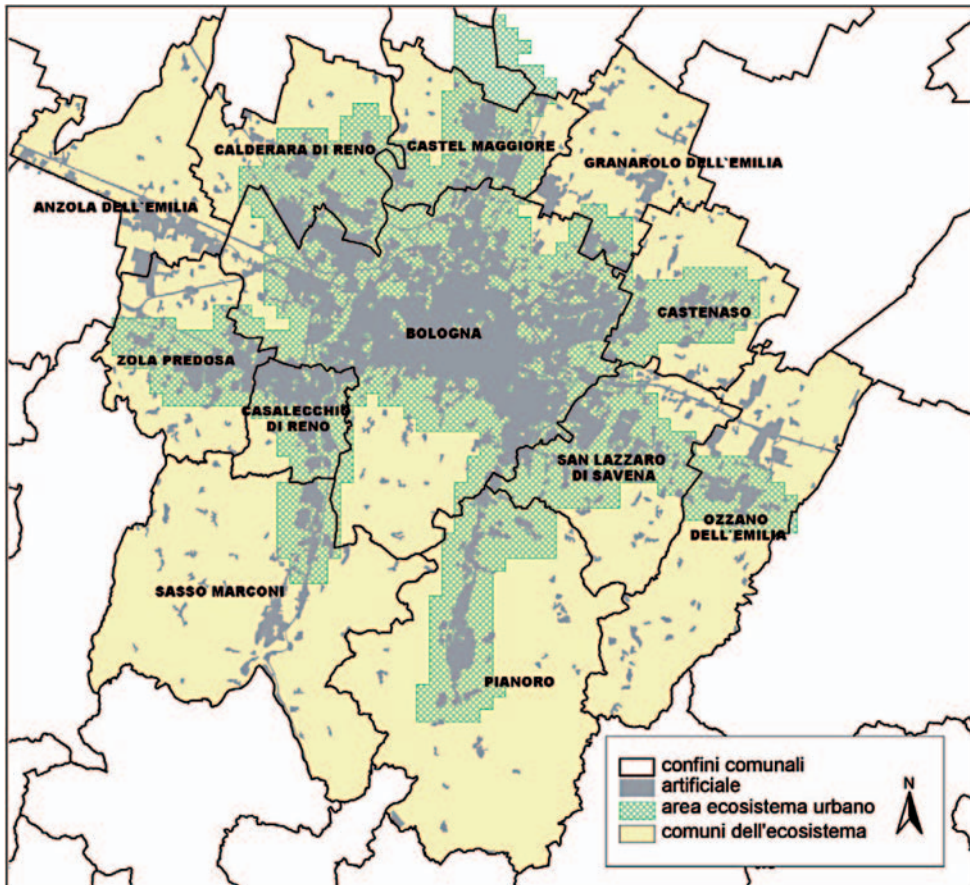 CALDERARA DI RENO
CASTEL MAGGIORE
GRANAROLO DELL'EMILIA
ANZOLA DELL'EMILIA
CASTENASO
BOLOGNA
ZOLA PREDOSA
CASALECCHIO
DI RENO
SAN LAZZARO
DI SAVENA
OZZANO
DELL'EMILIA
SASSO MARCONI
PIANORO
confini comunali
artificiale
area ecosistema urbano
comuni dell'ecosistema
N